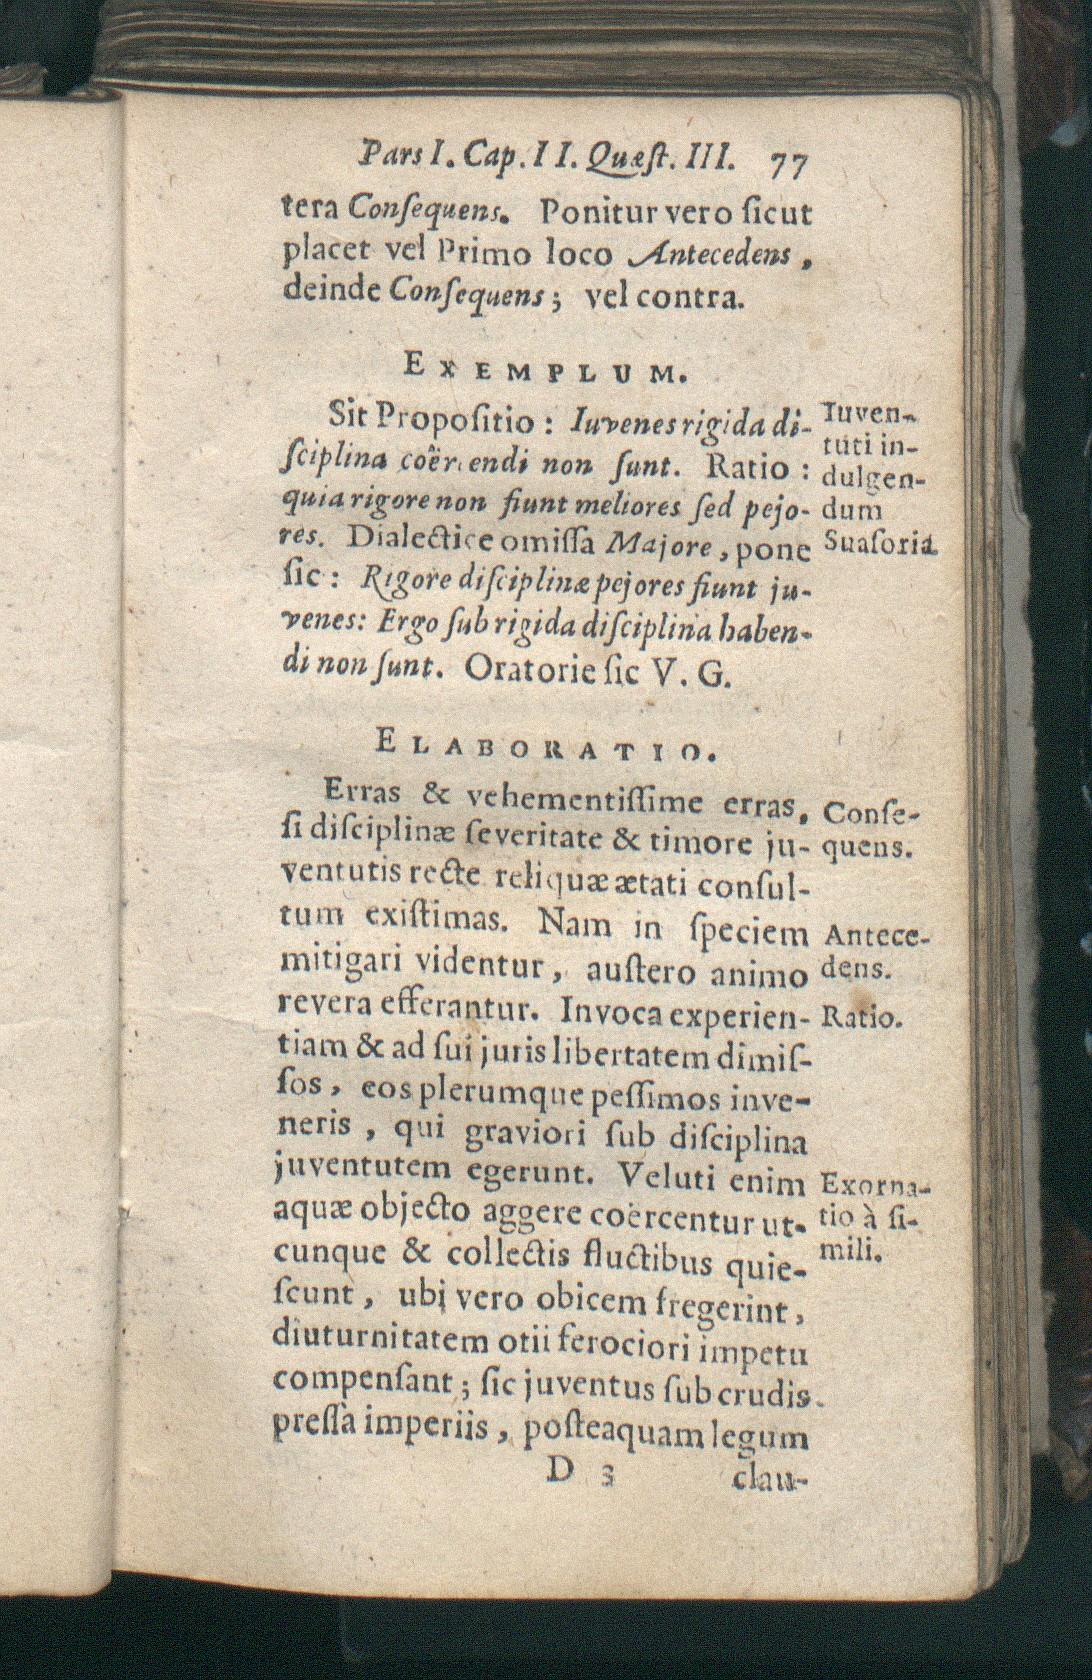 Pars I. Cap. II. Quæſt. III. 77
tera Conſequens. Ponitur vero ſicut
placet vel Primo loco Antecedens,
deinde Conſequens; vel contra.
EXEMPLUM.
Sit Propoſitio: Iuvenes rigida di-
ſciplina coërcendi non ſunt. Ratio:
quia rigore non fiunt meliores ſed pejo-
res. Dialectice omiſſa Majore, pone
ſic: Rigore diſciplinæ pejores fiunt ju-
venes: Ergo ſub rigida diſciplina haben-
di non ſunt. Oratorie ſic V. G.
Iuven-
tuti in-
dulgen-
dum
Suaſoria
ELABORATIO.
Erras & vehementiſſime erras,
ſi diſciplinæ ſeveritate & timore ju-
ventutis recte reliquæ ætati conſul-
tum exiſtimas. Nam in ſpeciem
mitigari videntur, auſtero animo
revera efferantur. Invoca experien-
tiam & ad ſui juris libertatem dimiſ-
ſos, eos plerumque peſſimos inve-
neris, qui graviori ſub diſciplina
juventutem egerunt. Veluti enim
aquæ objecto aggere coërcentur ut-
cunque & collectis fluctibus quie-
ſcunt, ubi vero obicem fregerint,
diuturnitatem otii ferociori impetu
compenſant; ſic juventus ſub crudis
preſſà imperiis, poſteaquam legum
Conſe-
quens.
Antece-
dens.
Ratio.
Exorna-
tio à ſi-
mili.
D 3 clau-